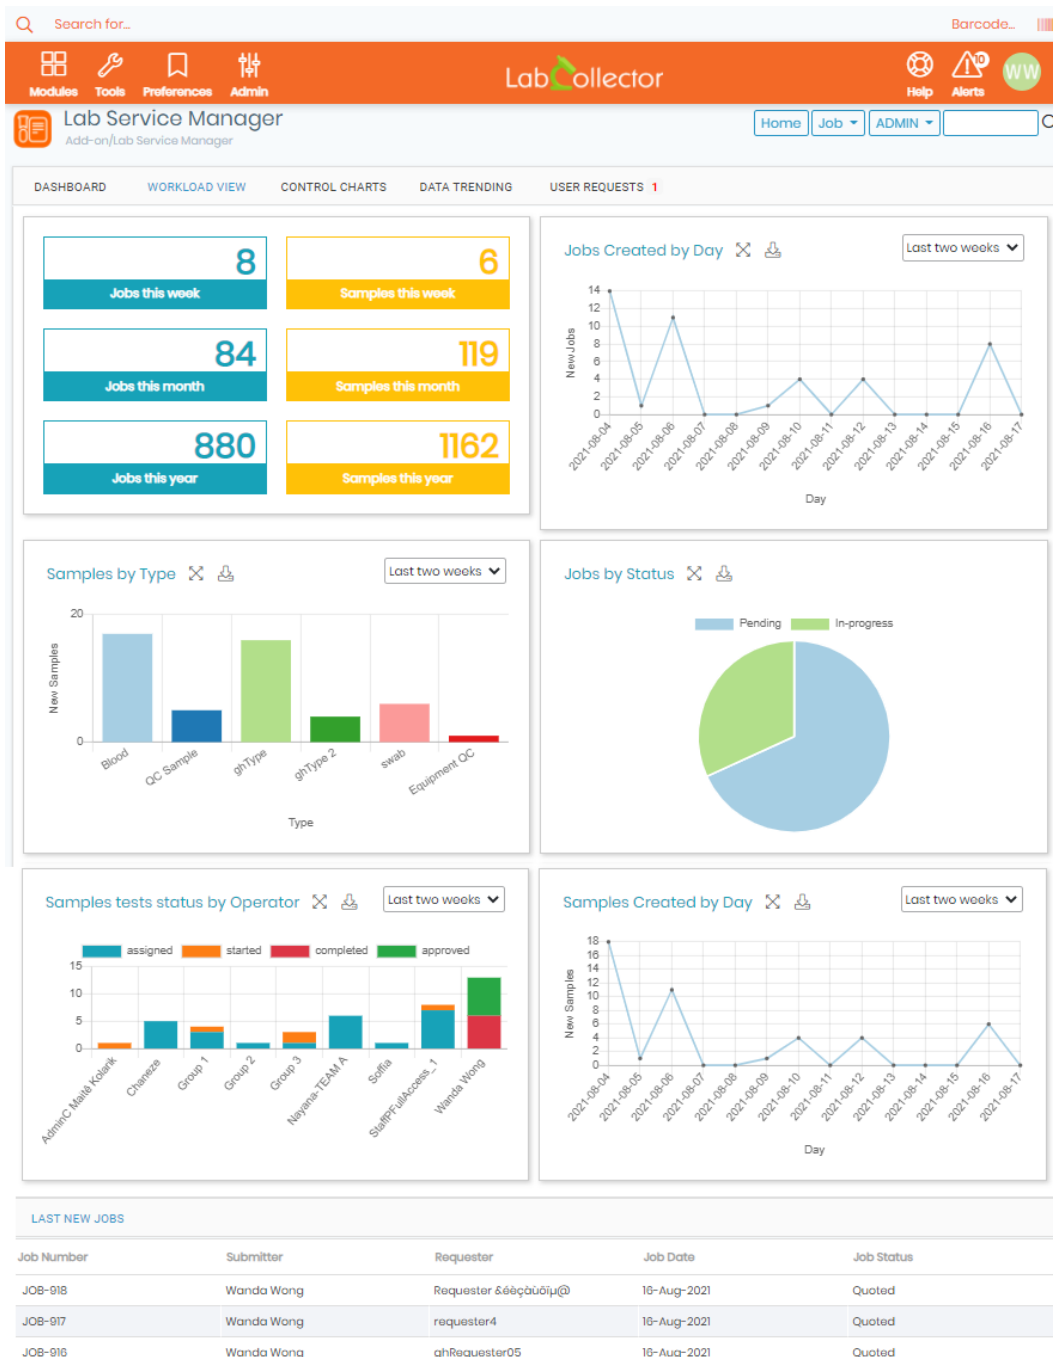 Search for...
Barcode...
Modules Tools Preferences Admin
LabCollector
Help Alerts 10 WW
Lab Service Manager
Add-on/Lab Service Manager
Home Job ADMIN
DASHBOARD WORKLOAD VIEW CONTROL CHARTS DATA TRENDING USER REQUESTS 1
8
Jobs this week
6
Samples this week
84
Jobs this month
119
Samples this month
880
Jobs this year
1162
Samples this year
Jobs Created by Day
Last two weeks
New Jobs
14
12
10
8
6
4
2
0
2021-08-04 2021-08-05 2021-08-06 2021-08-07 2021-08-08 2021-08-09 2021-08-10 2021-08-11 2021-08-12 2021-08-13 2021-08-14 2021-08-15 2021-08-16 2021-08-17
Day
Samples by Type
Last two weeks
New Samples
20
0
Blood QC Sample ghType ghType 2 swab Equipment QC
Type
Jobs by Status
Pending In-progress
Samples tests status by Operator
Last two weeks
assigned started completed approved
15
10
5
0
AdminC Maitê Kolarik Chaneze Group 1 Group 2 Group 3 Nayana-TEAM A Soffia StaffPFullAccess_1 Wanda Wong
Samples Created by Day
Last two weeks
New Samples
18
16
14
12
10
8
6
4
2
0
2021-08-04 2021-08-05 2021-08-06 2021-08-07 2021-08-08 2021-08-09 2021-08-10 2021-08-11 2021-08-12 2021-08-13 2021-08-14 2021-08-15 2021-08-16 2021-08-17
Day
LAST NEW JOBS
Job Number Submitter Requester Job Date Job Status
JOB-918 Wanda Wong Requester &éèçàùôïµ@ 16-Aug-2021 Quoted
JOB-917 Wanda Wong requester4 16-Aug-2021 Quoted
JOB-916 Wanda Wong ghRequester05 16-Aug-2021 Quoted